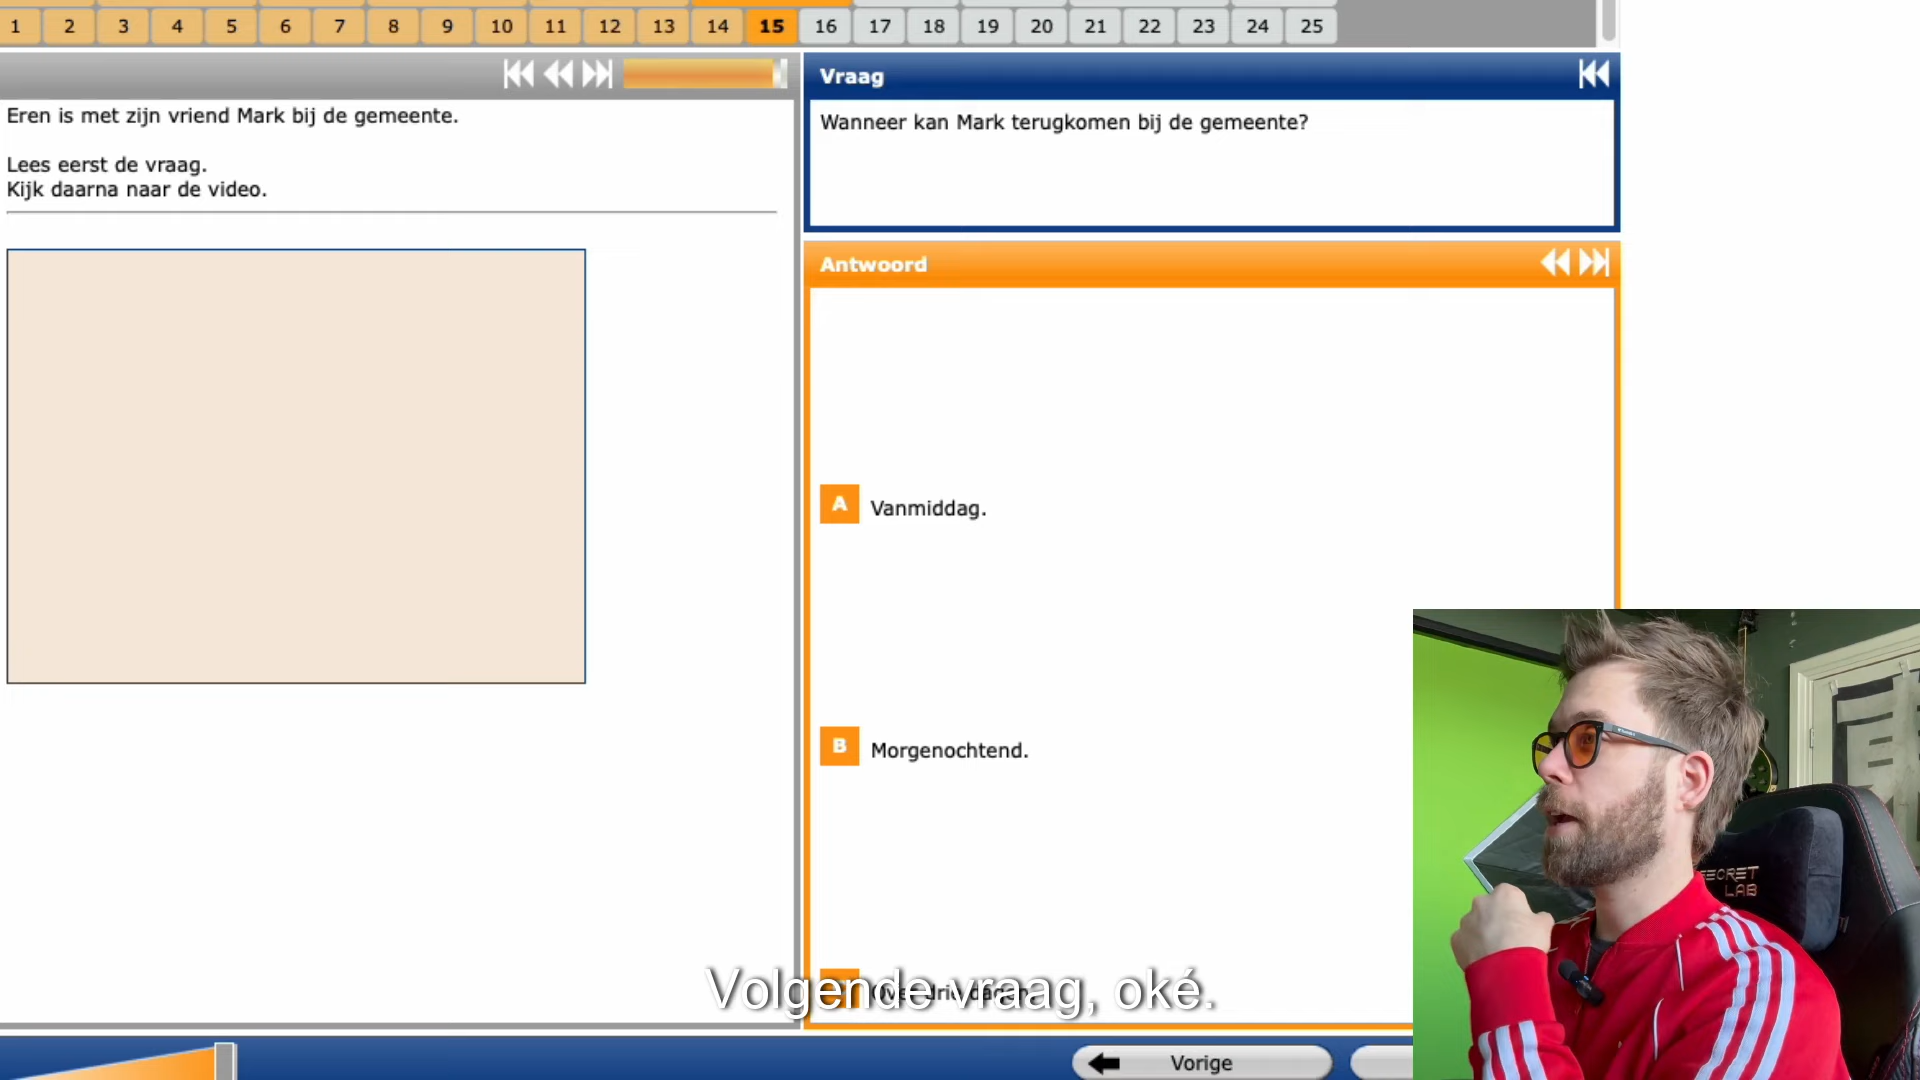 1 2 3 4 5 6 7 8 9 10 11 12 13 14 15 16 17 18 19 20 21 22 23 24 25
Eren is met zijn vriend Mark bij de gemeente.
Lees eerst de vraag.
Kijk daarna naar de video.
Vraag
Wanneer kan Mark terugkomen bij de gemeente?
Antwoord
A Vanmiddag.
B Morgenochtend.
Over drie dagen
Volgende vraag, oké.
Vorige
SECRET
LAB